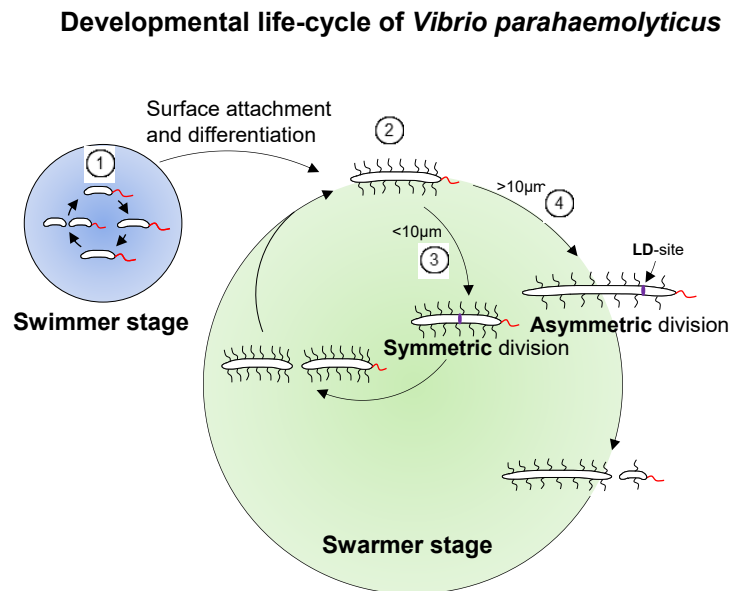 Developmental life-cycle of Vibrio parahaemolyticus
Surface attachment
and differentiation
1
2
>10µm
4
<10µm
3
LD-site
Swimmer stage
Asymmetric division
Symmetric division
Swarmer stage